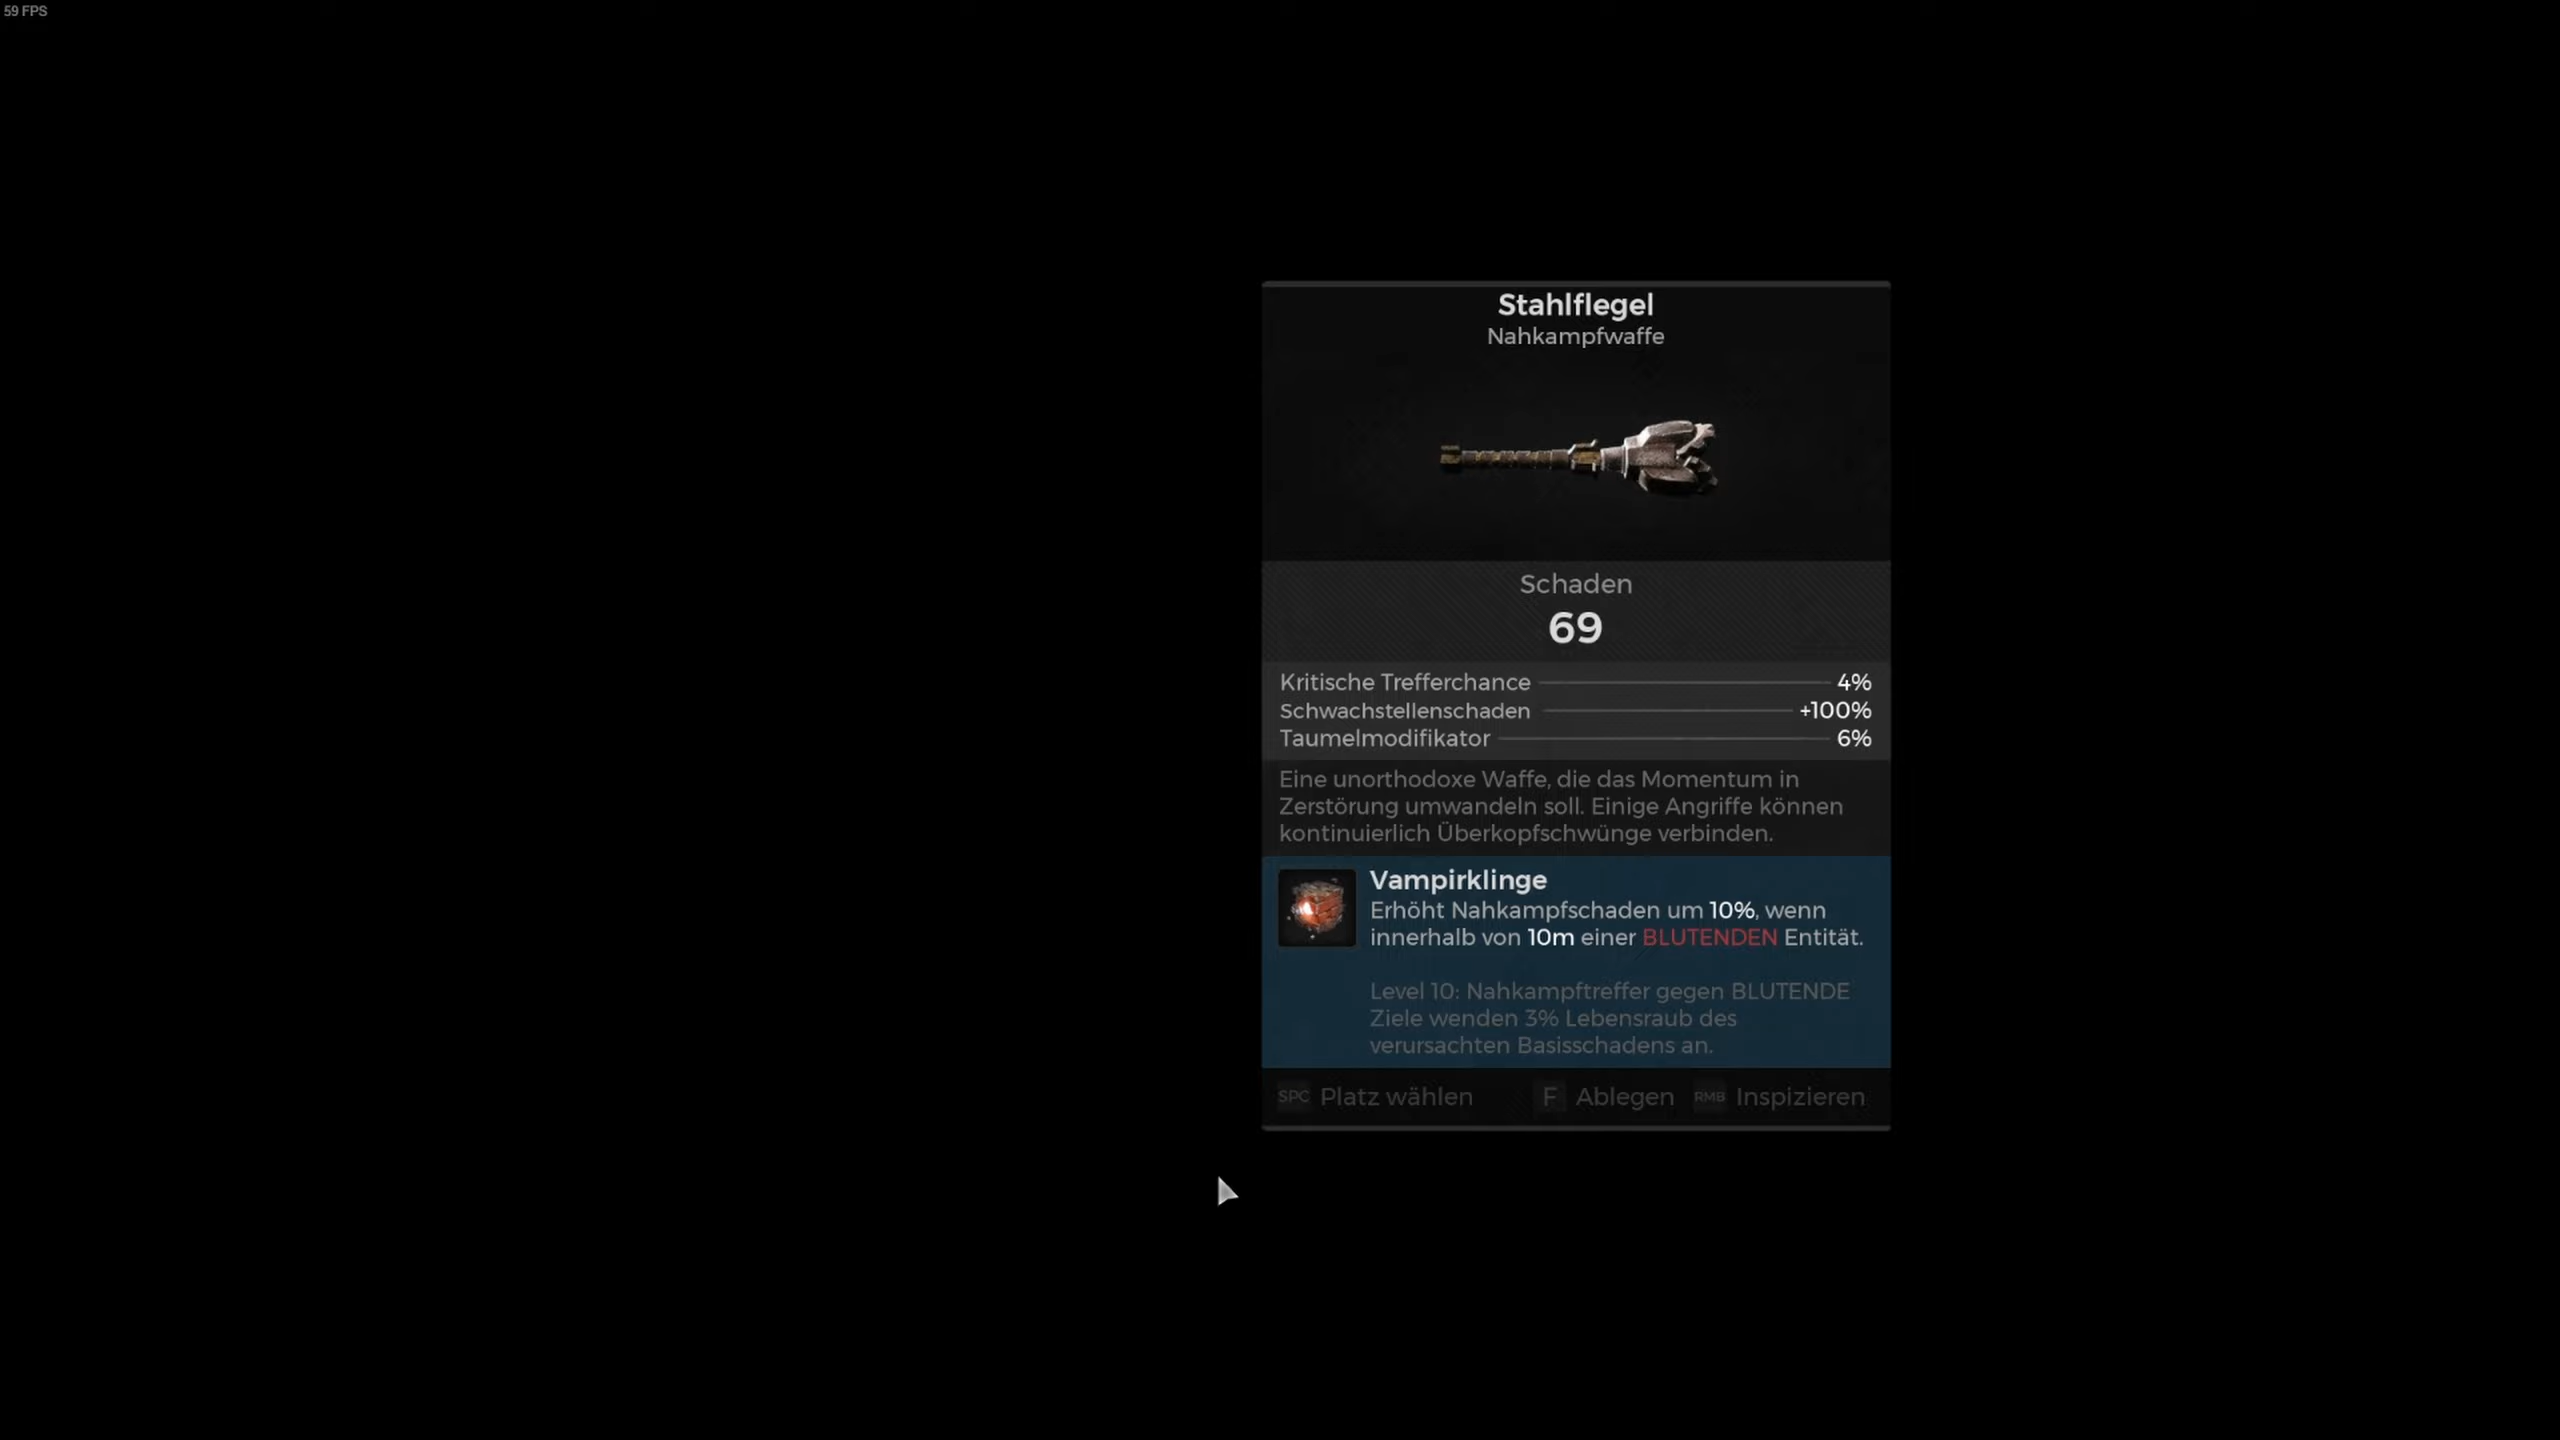 59 FPS
Stahlflegel
Nahkampfwaffe
Schaden
69
Kritische Trefferchance 4%
Schwachstellenschaden +100%
Taumelmodifikator 6%
Eine unorthodoxe Waffe, die das Momentum in
Zerstörung umwandeln soll. Einige Angriffe können
kontinuierlich Überkopfschwünge verbinden.
Vampirklinge
Erhöht Nahkampfschaden um 10%, wenn
innerhalb von 10m einer BLUTENDEN Entität.
Level 10: Nahkampftreffer gegen BLUTENDE
Ziele wenden 3% Lebensraub des
verursachten Basisschadens an.
SPC Platz wählen F Ablegen RMB Inspizieren